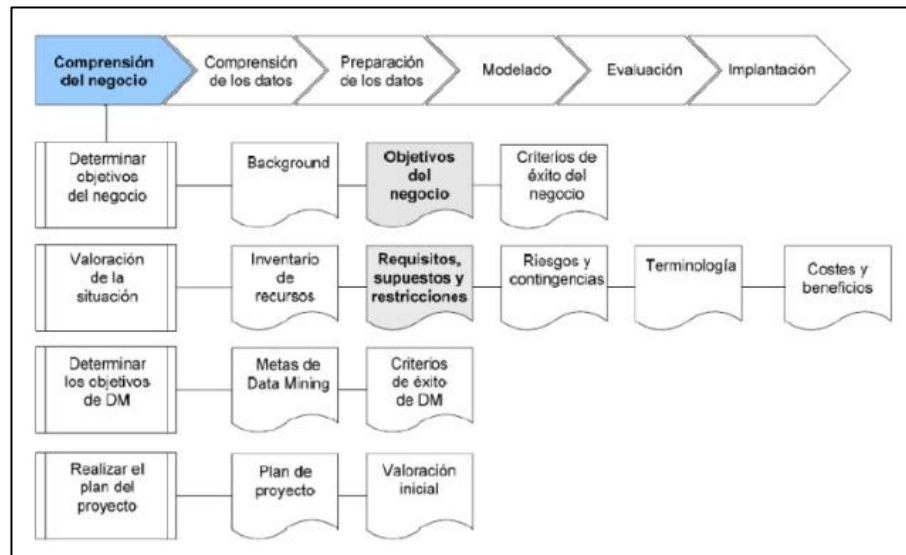 Comprensión
del negocio
Comprensión
de los datos
Preparación
de los datos
Modelado
Evaluación
Implantación
Determinar
objetivos
del negocio
Background
Objetivos
del
negocio
Criterios de
éxito del
negocio
Valoración
de la
situación
Inventario
de
recursos
Requisitos,
supuestos y
restricciones
Riesgos y
contingencias
Terminología
Costes y
beneficios
Determinar
los objetivos
de DM
Metas de
Data Mining
Criterios
de éxito
de DM
Realizar el
plan del
proyecto
Plan de
proyecto
Valoración
inicial